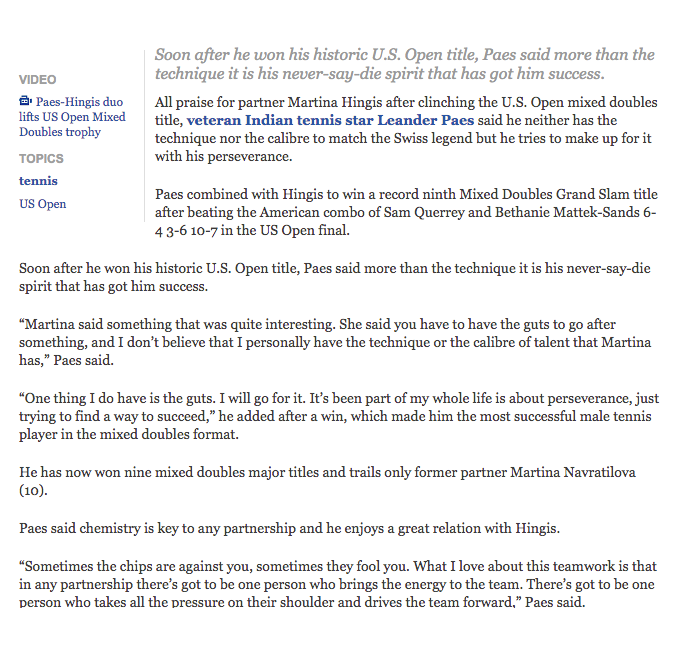 Soon after he won his historic U.S. Open title, Paes said more than the
technique it is his never-say-die spirit that has got him success.
VIDEO
Paes-Hingis duo
lifts US Open Mixed
Doubles trophy
TOPICS
tennis
US Open
All praise for partner Martina Hingis after clinching the U.S. Open mixed doubles
title, veteran Indian tennis star Leander Paes said he neither has the
technique nor the calibre to match the Swiss legend but he tries to make up for it
with his perseverance.
Paes combined with Hingis to win a record ninth Mixed Doubles Grand Slam title
after beating the American combo of Sam Querrey and Bethanie Mattek-Sands 6-
4 3-6 10-7 in the US Open final.
Soon after he won his historic U.S. Open title, Paes said more than the technique it is his never-say-die
spirit that has got him success.
“Martina said something that was quite interesting. She said you have to have the guts to go after
something, and I don’t believe that I personally have the technique or the calibre of talent that Martina
has,” Paes said.
“One thing I do have is the guts. I will go for it. It’s been part of my whole life is about perseverance, just
trying to find a way to succeed,” he added after a win, which made him the most successful male tennis
player in the mixed doubles format.
He has now won nine mixed doubles major titles and trails only former partner Martina Navratilova
(10).
Paes said chemistry is key to any partnership and he enjoys a great relation with Hingis.
“Sometimes the chips are against you, sometimes they fool you. What I love about this teamwork is that
in any partnership there’s got to be one person who brings the energy to the team. There’s got to be one
person who takes all the pressure on their shoulder and drives the team forward,” Paes said.